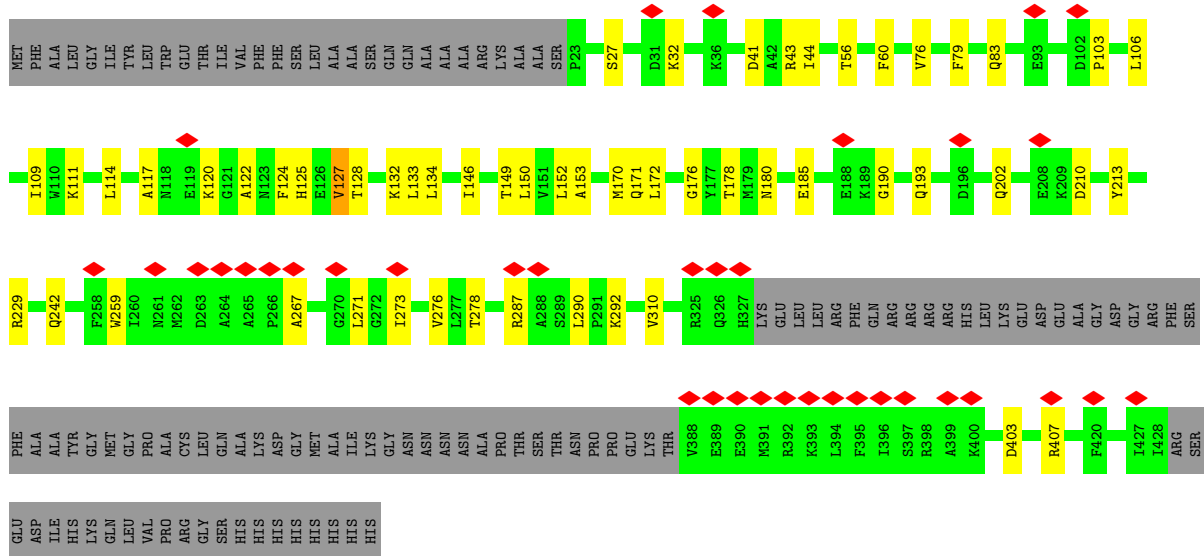 MET PHE ALA LEU GLY ILE TYR LEU TRP GLU THR ILE VAL PHE PHE SER LEU ALA ALA SER GLN GLN ALA ALA ALA ARG LYS ALA ALA SER P23 S27 D31 K32 K36 D41 A42 R43 I44 T56 F60 V76 F79 Q83 E93 D102 P103 L106
I109 W110 K111 L114 A117 N118 E119 K120 G121 A122 N123 F124 H125 E126 V127 T128 K132 L133 L134 I146 T149 L150 V151 L152 A153 M170 Q171 L172 G176 Y177 T178 M179 N180 E185 E188 K189 G190 Q193 D196 Q202 E208 K209 D210 Y213
R229 Q242 F258 W259 I260 N261 M262 D263 A264 A265 P266 A267 G270 L271 G272 I273 V276 L277 T278 R287 A288 S289 L290 P291 K292 V310 R325 Q326 H327 LYS GLU LEU LEU ARG PHE GLN ARG ARG ARG ARG HIS LEU LYS GLU ASP GLU ALA GLY ASP GLY ARG PHE SER
PHE ALA ALA TYR GLY MET GLY PRO ALA CYS LEU GLN ALA LYS ASP GLY MET ALA ILE LYS GLY ASN ASN ASN ASN ALA PRO THR SER THR ASN PRO PRO GLU LYS THR V388 E389 E390 M391 R392 K393 L394 F395 I396 S397 R398 A399 K400 D403 R407 F420 I427 I428 ARG SER
GLU ASP ILE HIS LYS GLN LEU VAL PRO ARG GLY SER HIS HIS HIS HIS HIS HIS HIS HIS